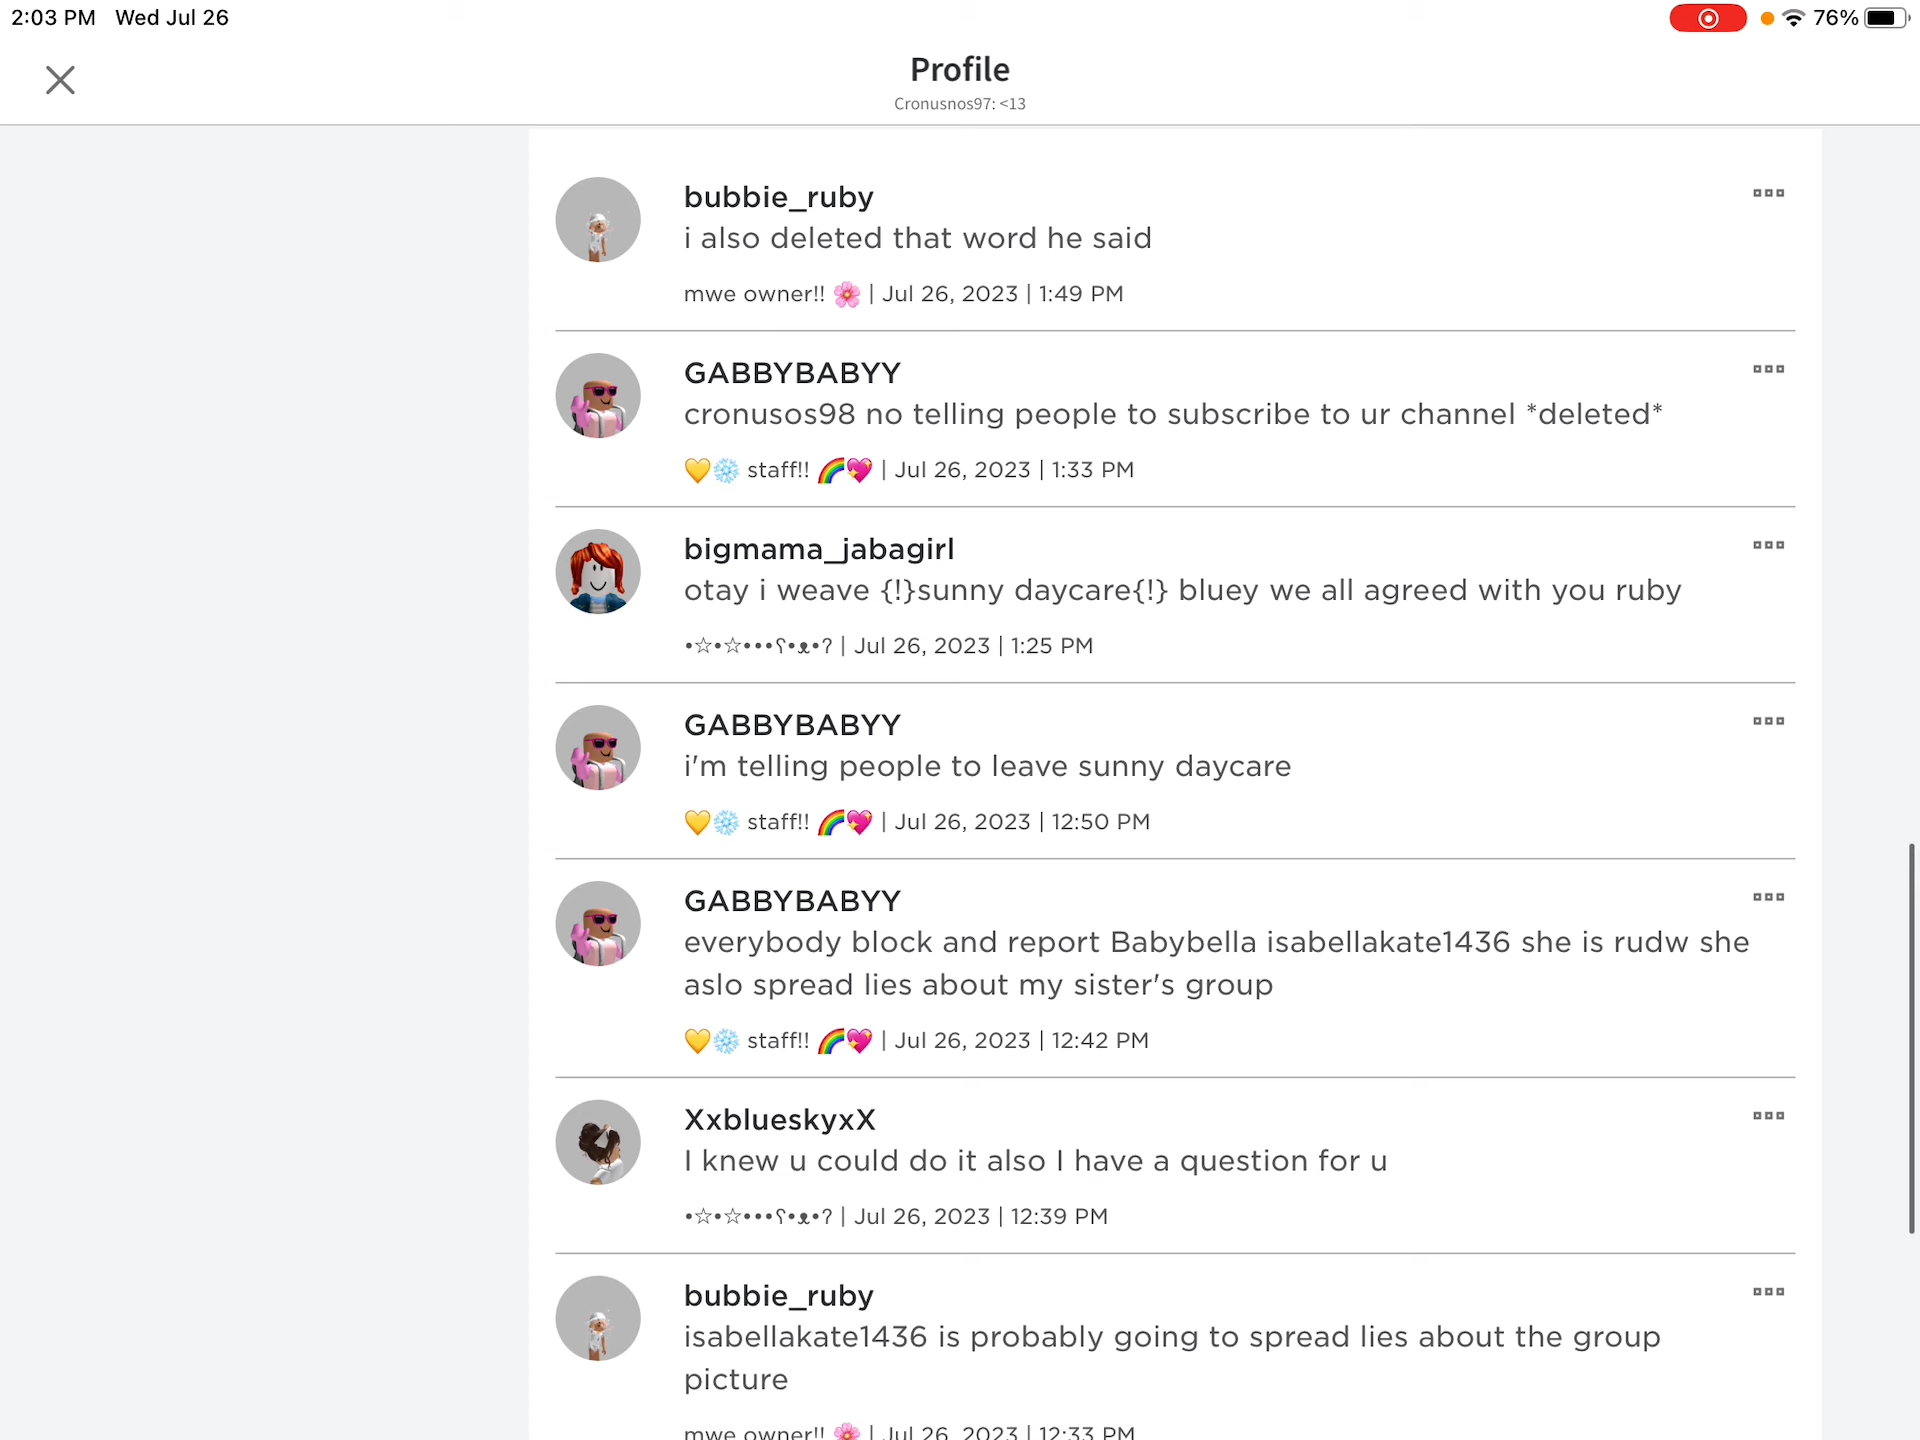 2:03 PM Wed Jul 26
76%
Profile
Cronusnos97: <13
bubbie_ruby
i also deleted that word he said
mwe owner!! 🌸 | Jul 26, 2023 | 1:49 PM
GABBYBABYY
cronusos98 no telling people to subscribe to ur channel *deleted*
💛❄️ staff!! 🌈💖 | Jul 26, 2023 | 1:33 PM
bigmama_jabagirl
otay i weave {!}sunny daycare{!} bluey we all agreed with you ruby
•☆•☆•••ʕ•ᴥ•ʔ | Jul 26, 2023 | 1:25 PM
GABBYBABYY
i'm telling people to leave sunny daycare
💛❄️ staff!! 🌈💖 | Jul 26, 2023 | 12:50 PM
GABBYBABYY
everybody block and report Babybella isabellakate1436 she is rudw she
aslo spread lies about my sister's group
💛❄️ staff!! 🌈💖 | Jul 26, 2023 | 12:42 PM
XxblueskyxX
I knew u could do it also I have a question for u
•☆•☆•••ʕ•ᴥ•ʔ | Jul 26, 2023 | 12:39 PM
bubbie_ruby
isabellakate1436 is probably going to spread lies about the group
picture
mwe owner!! 🌸 | Jul 26, 2023 | 12:33 PM